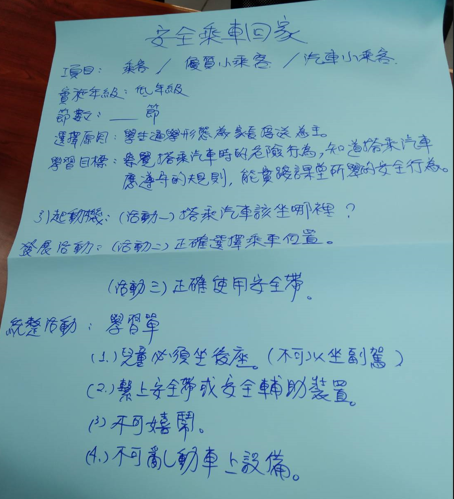 安全乘車回家
項目：乘客 / 優質小乘客 / 汽車小乘客
實施年級：低年級
節數：___節
選擇原因：學生通學形態為家長接送為主。
學習目標：察覺搭乘汽車時的危險行為，知道搭乘汽車
應遵守的規則，能實踐課堂所學的安全行為。
引起動機：(活動一) 搭乘汽車該坐哪裡？
發展活動：(活動二) 正確選擇乘車位置。
(活動三) 正確使用安全帶。
統整活動：學習單
(1.) 兒童必須坐後座。(不可以坐副駕)
(2.) 繫上安全帶或安全輔助裝置。
(3) 不可嬉鬧。
(4.) 不可亂動車上設備。